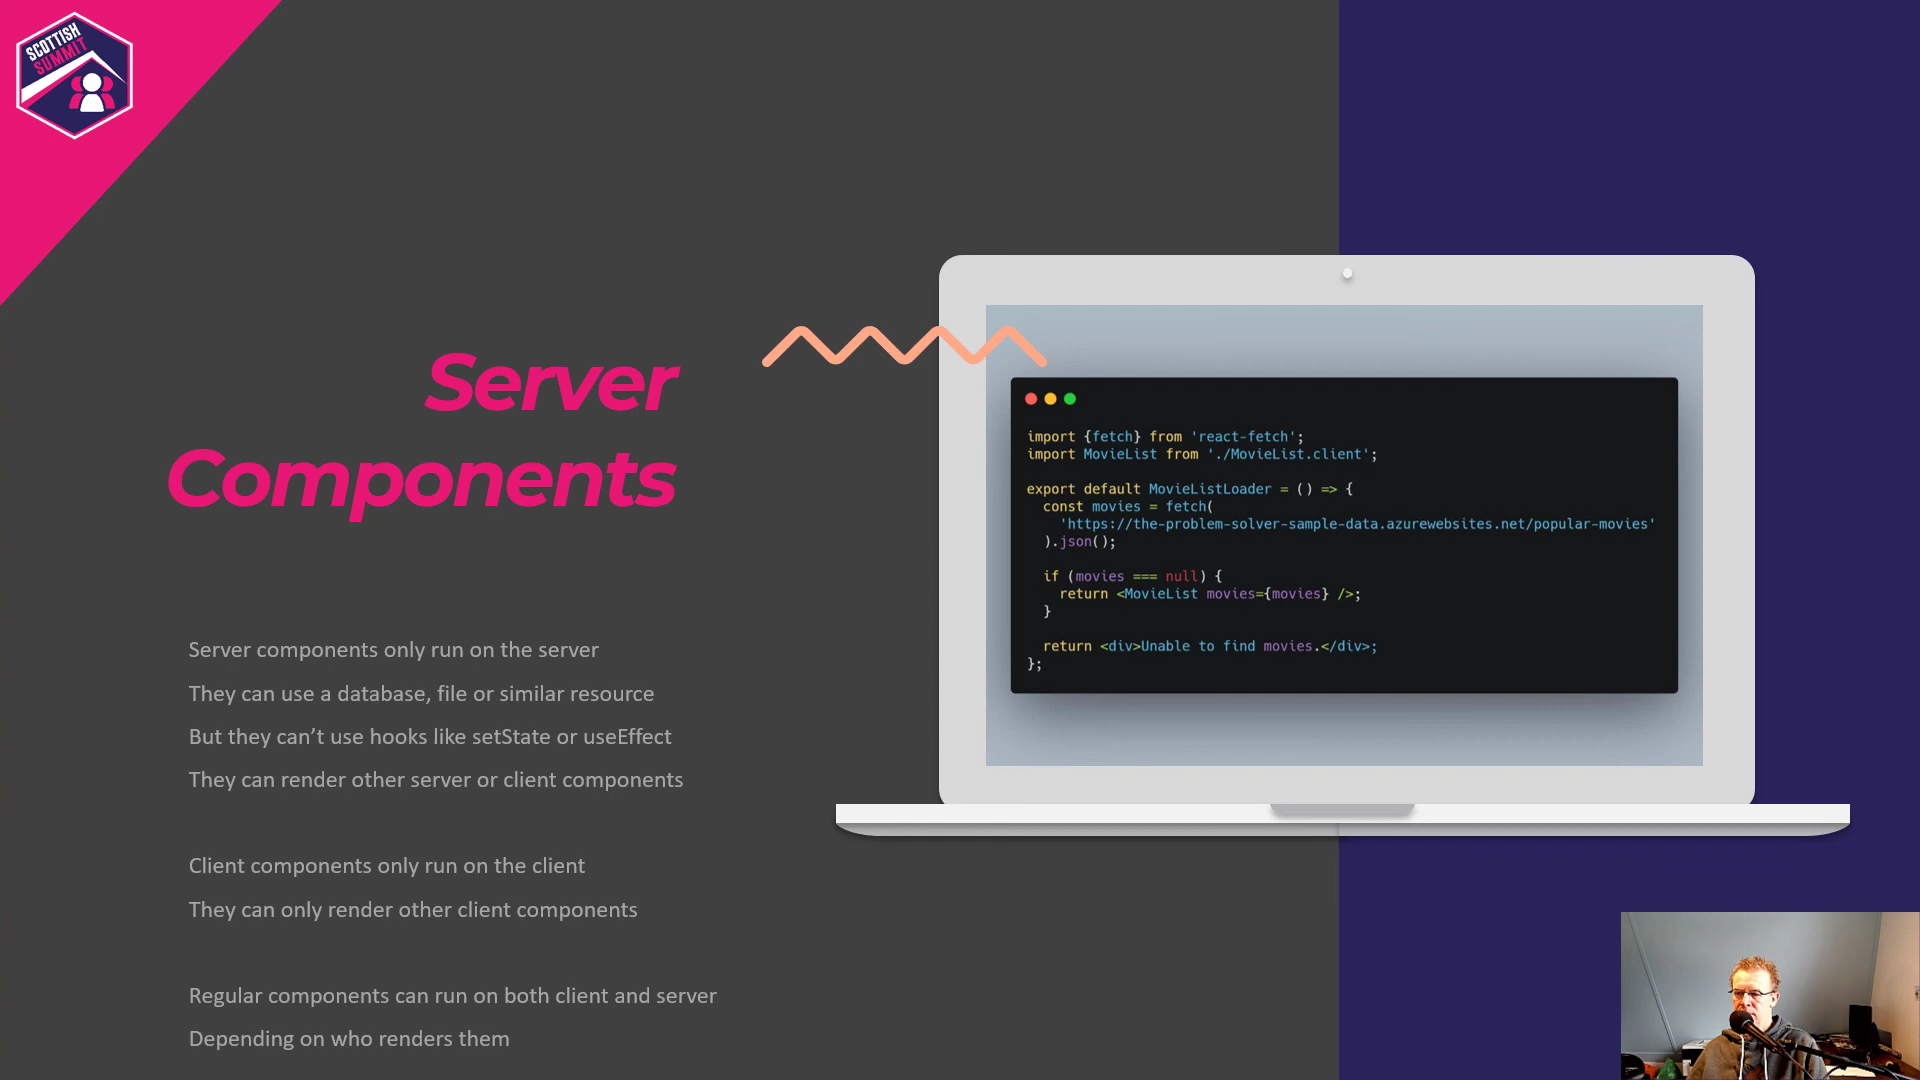 SCOTTISH
SUMMIT
Server
Components
Server components only run on the server
They can use a database, file or similar resource
But they can’t use hooks like setState or useEffect
They can render other server or client components
Client components only run on the client
They can only render other client components
Regular components can run on both client and server
Depending on who renders them
import {fetch} from 'react-fetch';
import MovieList from './MovieList.client';
export default MovieListLoader = () => {
const movies = fetch(
'https://the-problem-solver-sample-data.azurewebsites.net/popular-movies'
).json();
if (movies === null) {
return <MovieList movies={movies} />;
}
return <div>Unable to find movies.</div>;
};